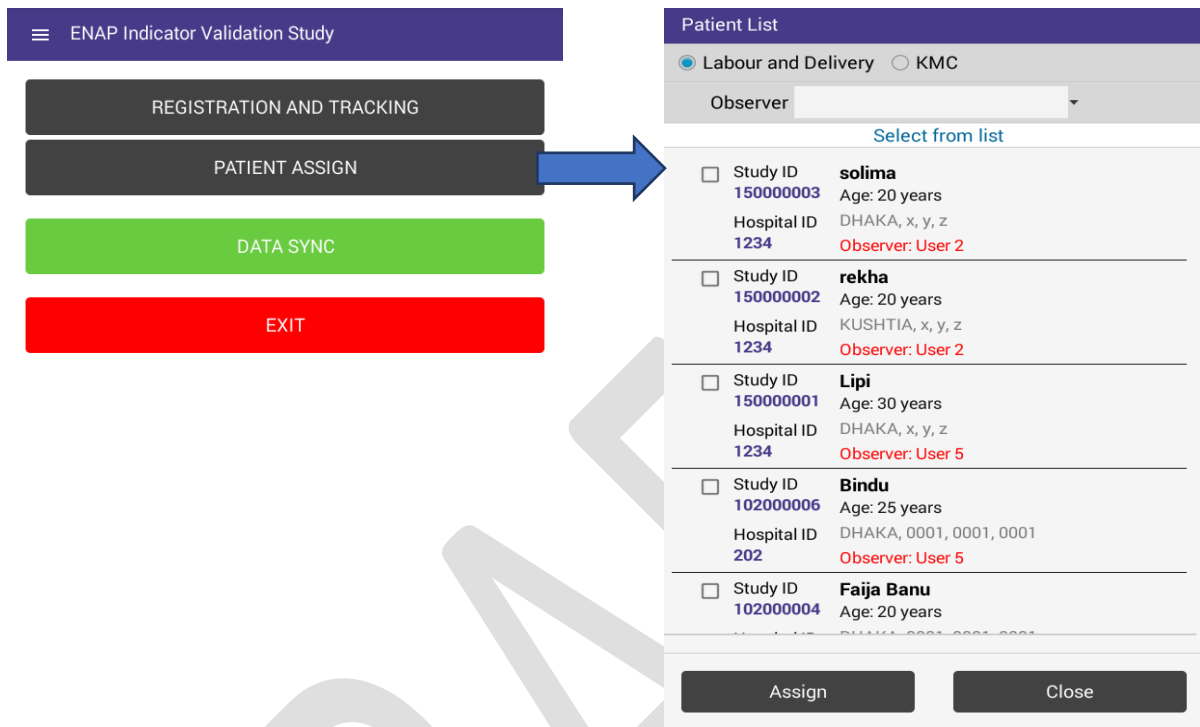 ENAP Indicator Validation Study
REGISTRATION AND TRACKING
PATIENT ASSIGN
DATA SYNC
EXIT
Patient List
Labour and Delivery KMC
Observer
Select from list
Study ID solima
150000003 Age: 20 years
Hospital ID DHAKA, x, y, z
1234 Observer: User 2
Study ID rekha
150000002 Age: 20 years
Hospital ID KUSHTIA, x, y, z
1234 Observer: User 2
Study ID Lipi
150000001 Age: 30 years
Hospital ID DHAKA, x, y, z
1234 Observer: User 5
Study ID Bindu
102000006 Age: 25 years
Hospital ID DHAKA, 0001, 0001, 0001
202 Observer: User 5
Study ID Faija Banu
102000004 Age: 20 years
Assign Close